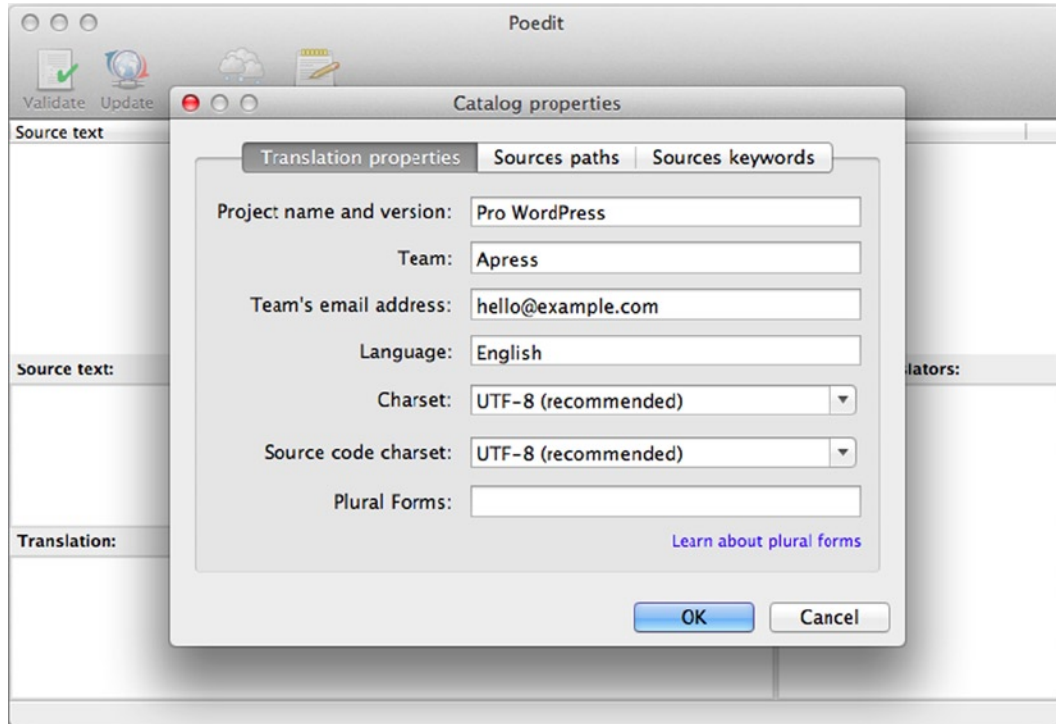 Poedit
Validate Update
Catalog properties
Source text
Translation properties Sources paths Sources keywords
Project name and version: Pro WordPress
Team: Apress
Team's email address: hello@example.com
Language: English
Source text:
lators:
Charset: UTF-8 (recommended)
Source code charset: UTF-8 (recommended)
Plural Forms:
Translation:
Learn about plural forms
OK Cancel